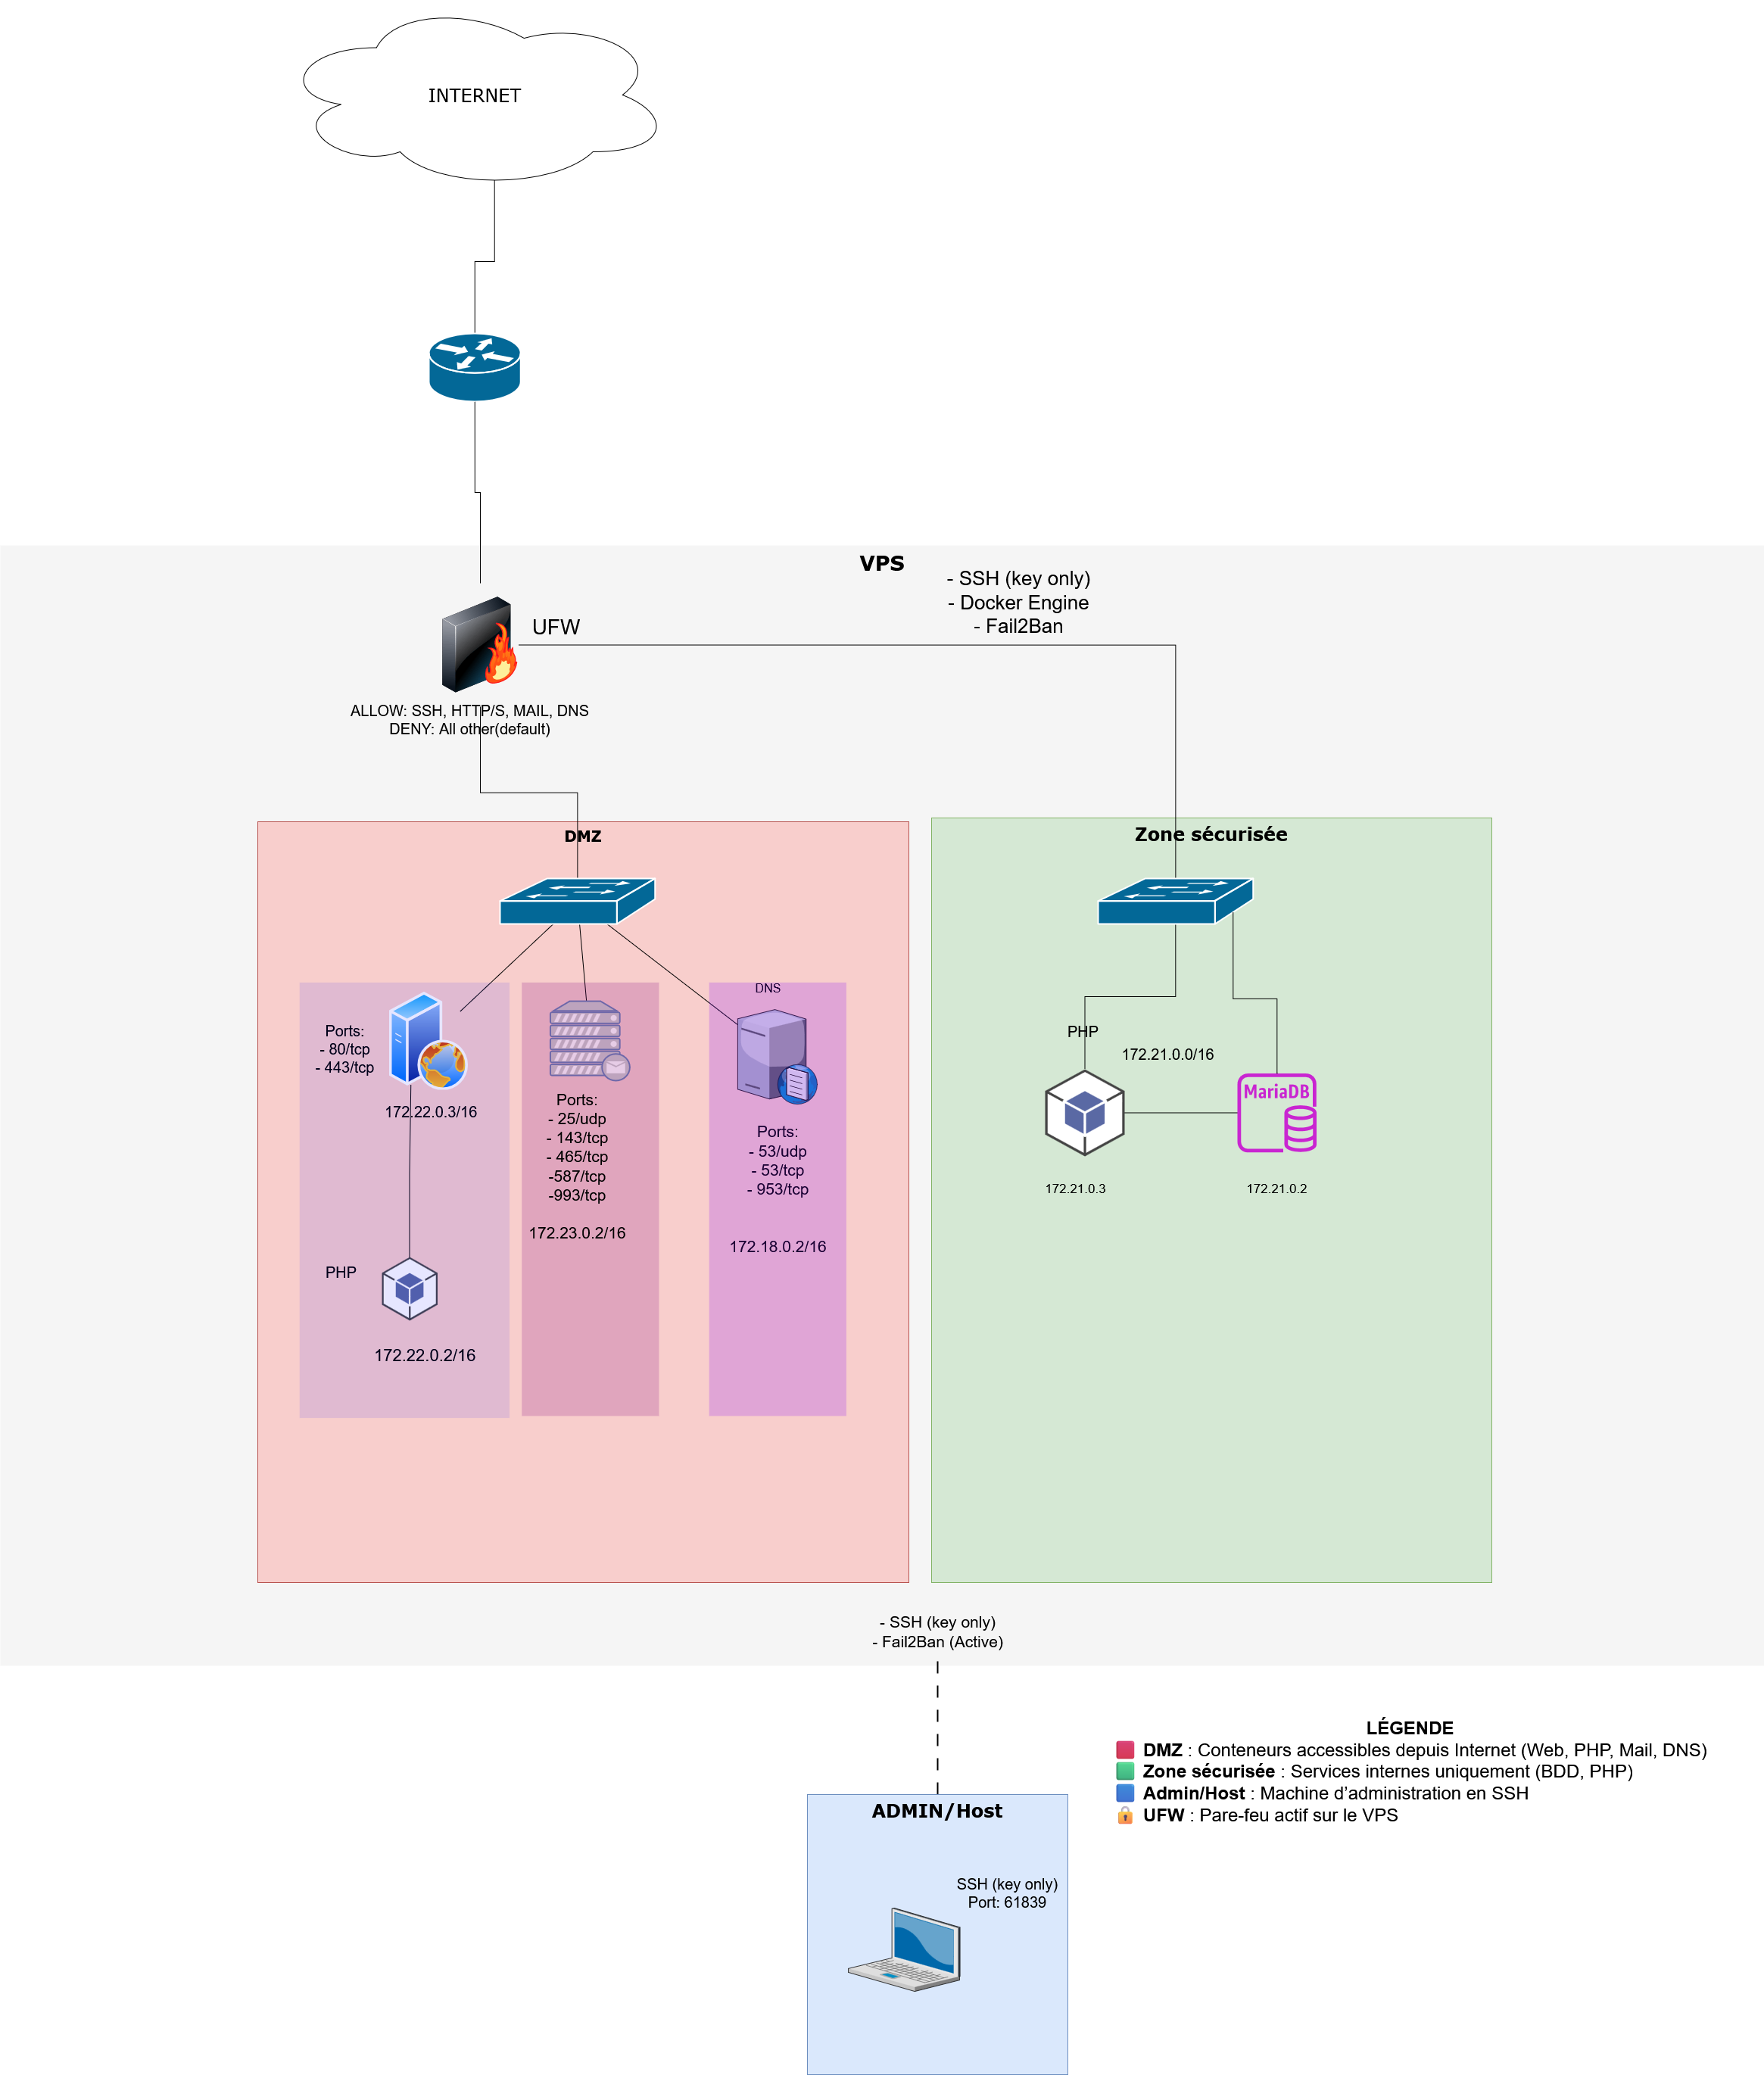 INTERNET
VPS
- SSH (key only)
- Docker Engine
- Fail2Ban
UFW
ALLOW: SSH, HTTP/S, MAIL, DNS
DENY: All other(default)
DMZ
Ports:
- 80/tcp
- 443/tcp
172.22.0.3/16
PHP
172.22.0.2/16
Ports:
- 25/udp
- 143/tcp
- 465/tcp
-587/tcp
-993/tcp
172.23.0.2/16
DNS
Ports:
- 53/udp
- 53/tcp
- 953/tcp
172.18.0.2/16
Zone sécurisée
PHP
172.21.0.0/16
MariaDB
172.21.0.3
172.21.0.2
- SSH (key only)
- Fail2Ban (Active)
ADMIN/Host
SSH (key only)
Port: 61839
LÉGENDE
DMZ : Conteneurs accessibles depuis Internet (Web, PHP, Mail, DNS)
Zone sécurisée : Services internes uniquement (BDD, PHP)
Admin/Host : Machine d’administration en SSH
UFW : Pare-feu actif sur le VPS